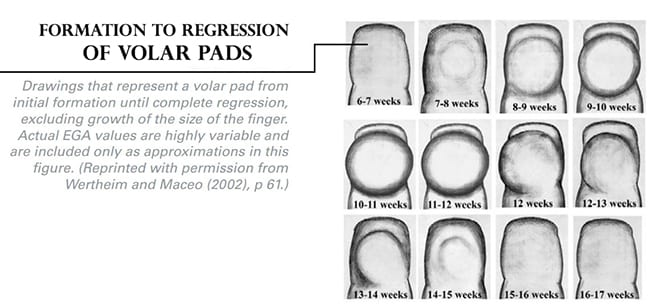 FORMATION TO REGRESSION
OF VOLAR PADS
Drawings that represent a volar pad from
initial formation until complete regression,
excluding growth of the size of the finger.
Actual EGA values are highly variable and
are included only as approximations in this
figure. (Reprinted with permission from
Wertheim and Maceo (2002), p 61.)
6-7 weeks
7-8 weeks
8-9 weeks
9-10 weeks
10-11 weeks
11-12 weeks
12 weeks
12-13 weeks
13-14 weeks
14-15 weeks
15-16 weeks
16-17 weeks